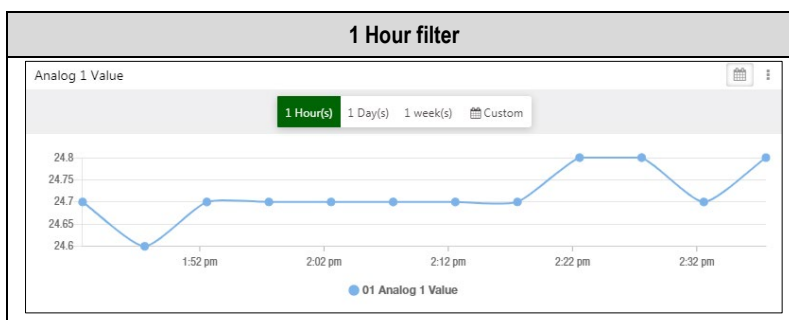 1 Hour filter
Analog 1 Value
1 Hour(s) 1 Day(s) 1 week(s) Custom
24.8
24.75
24.7
24.65
24.6
1:52 pm 2:02 pm 2:12 pm 2:22 pm 2:32 pm
01 Analog 1 Value